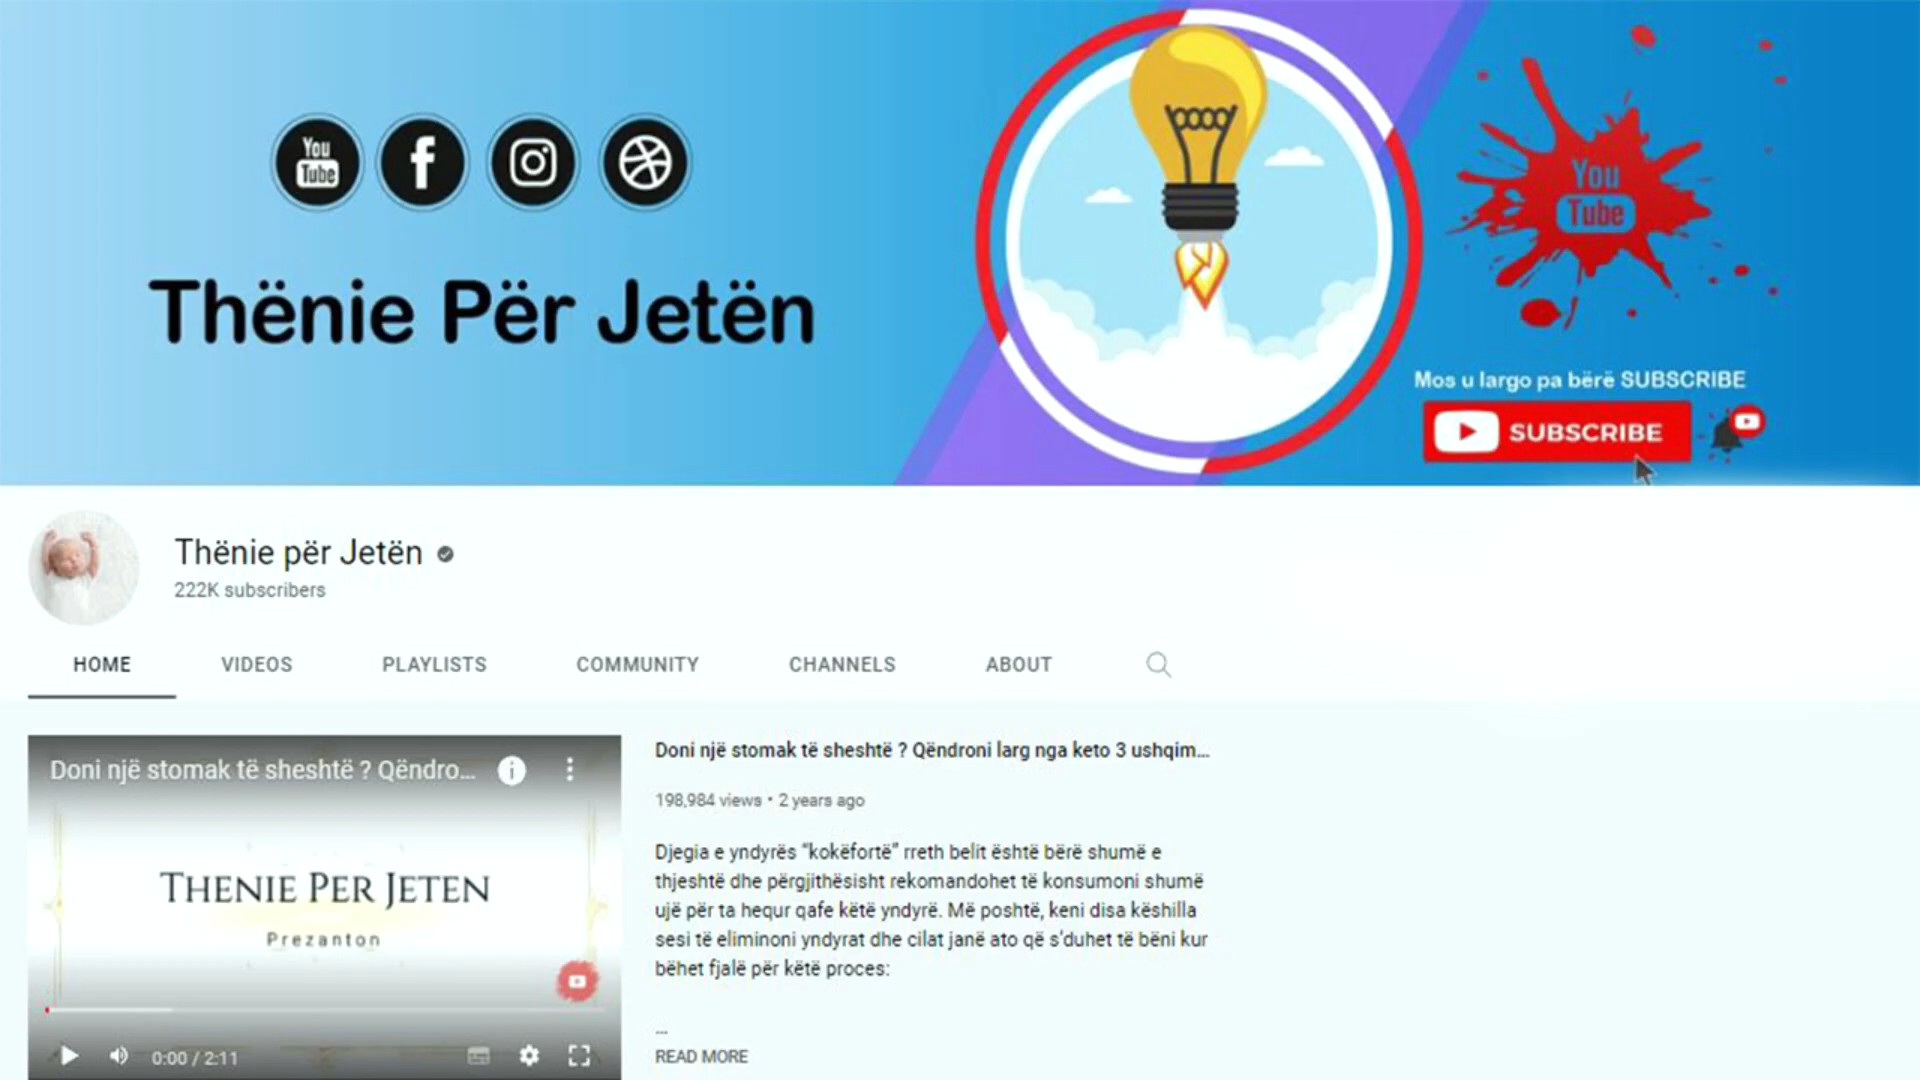 You
Tube
Thënie Për Jetën
You
Tube
Mos u largo pa bërë SUBSCRIBE
SUBSCRIBE
Thënie për Jetën
222K subscribers
HOME VIDEOS PLAYLISTS COMMUNITY CHANNELS ABOUT
Doni një stomak të sheshtë ? Qëndro...
THENIE PER JETEN
Prezanton
0:00 / 2:11
Doni një stomak të sheshtë ? Qëndroni larg nga keto 3 ushqim...
198,984 views • 2 years ago
Djegia e yndyrës “kokëfortë” rreth belit është bërë shumë e
thjeshtë dhe përgjithësisht rekomandohet të konsumoni shumë
ujë për ta hequr qafe këtë yndyrë. Më poshtë, keni disa këshilla
sesi të eliminoni yndyrat dhe cilat janë ato që s'duhet të bëni kur
bëhet fjalë për këtë proces:
...
READ MORE